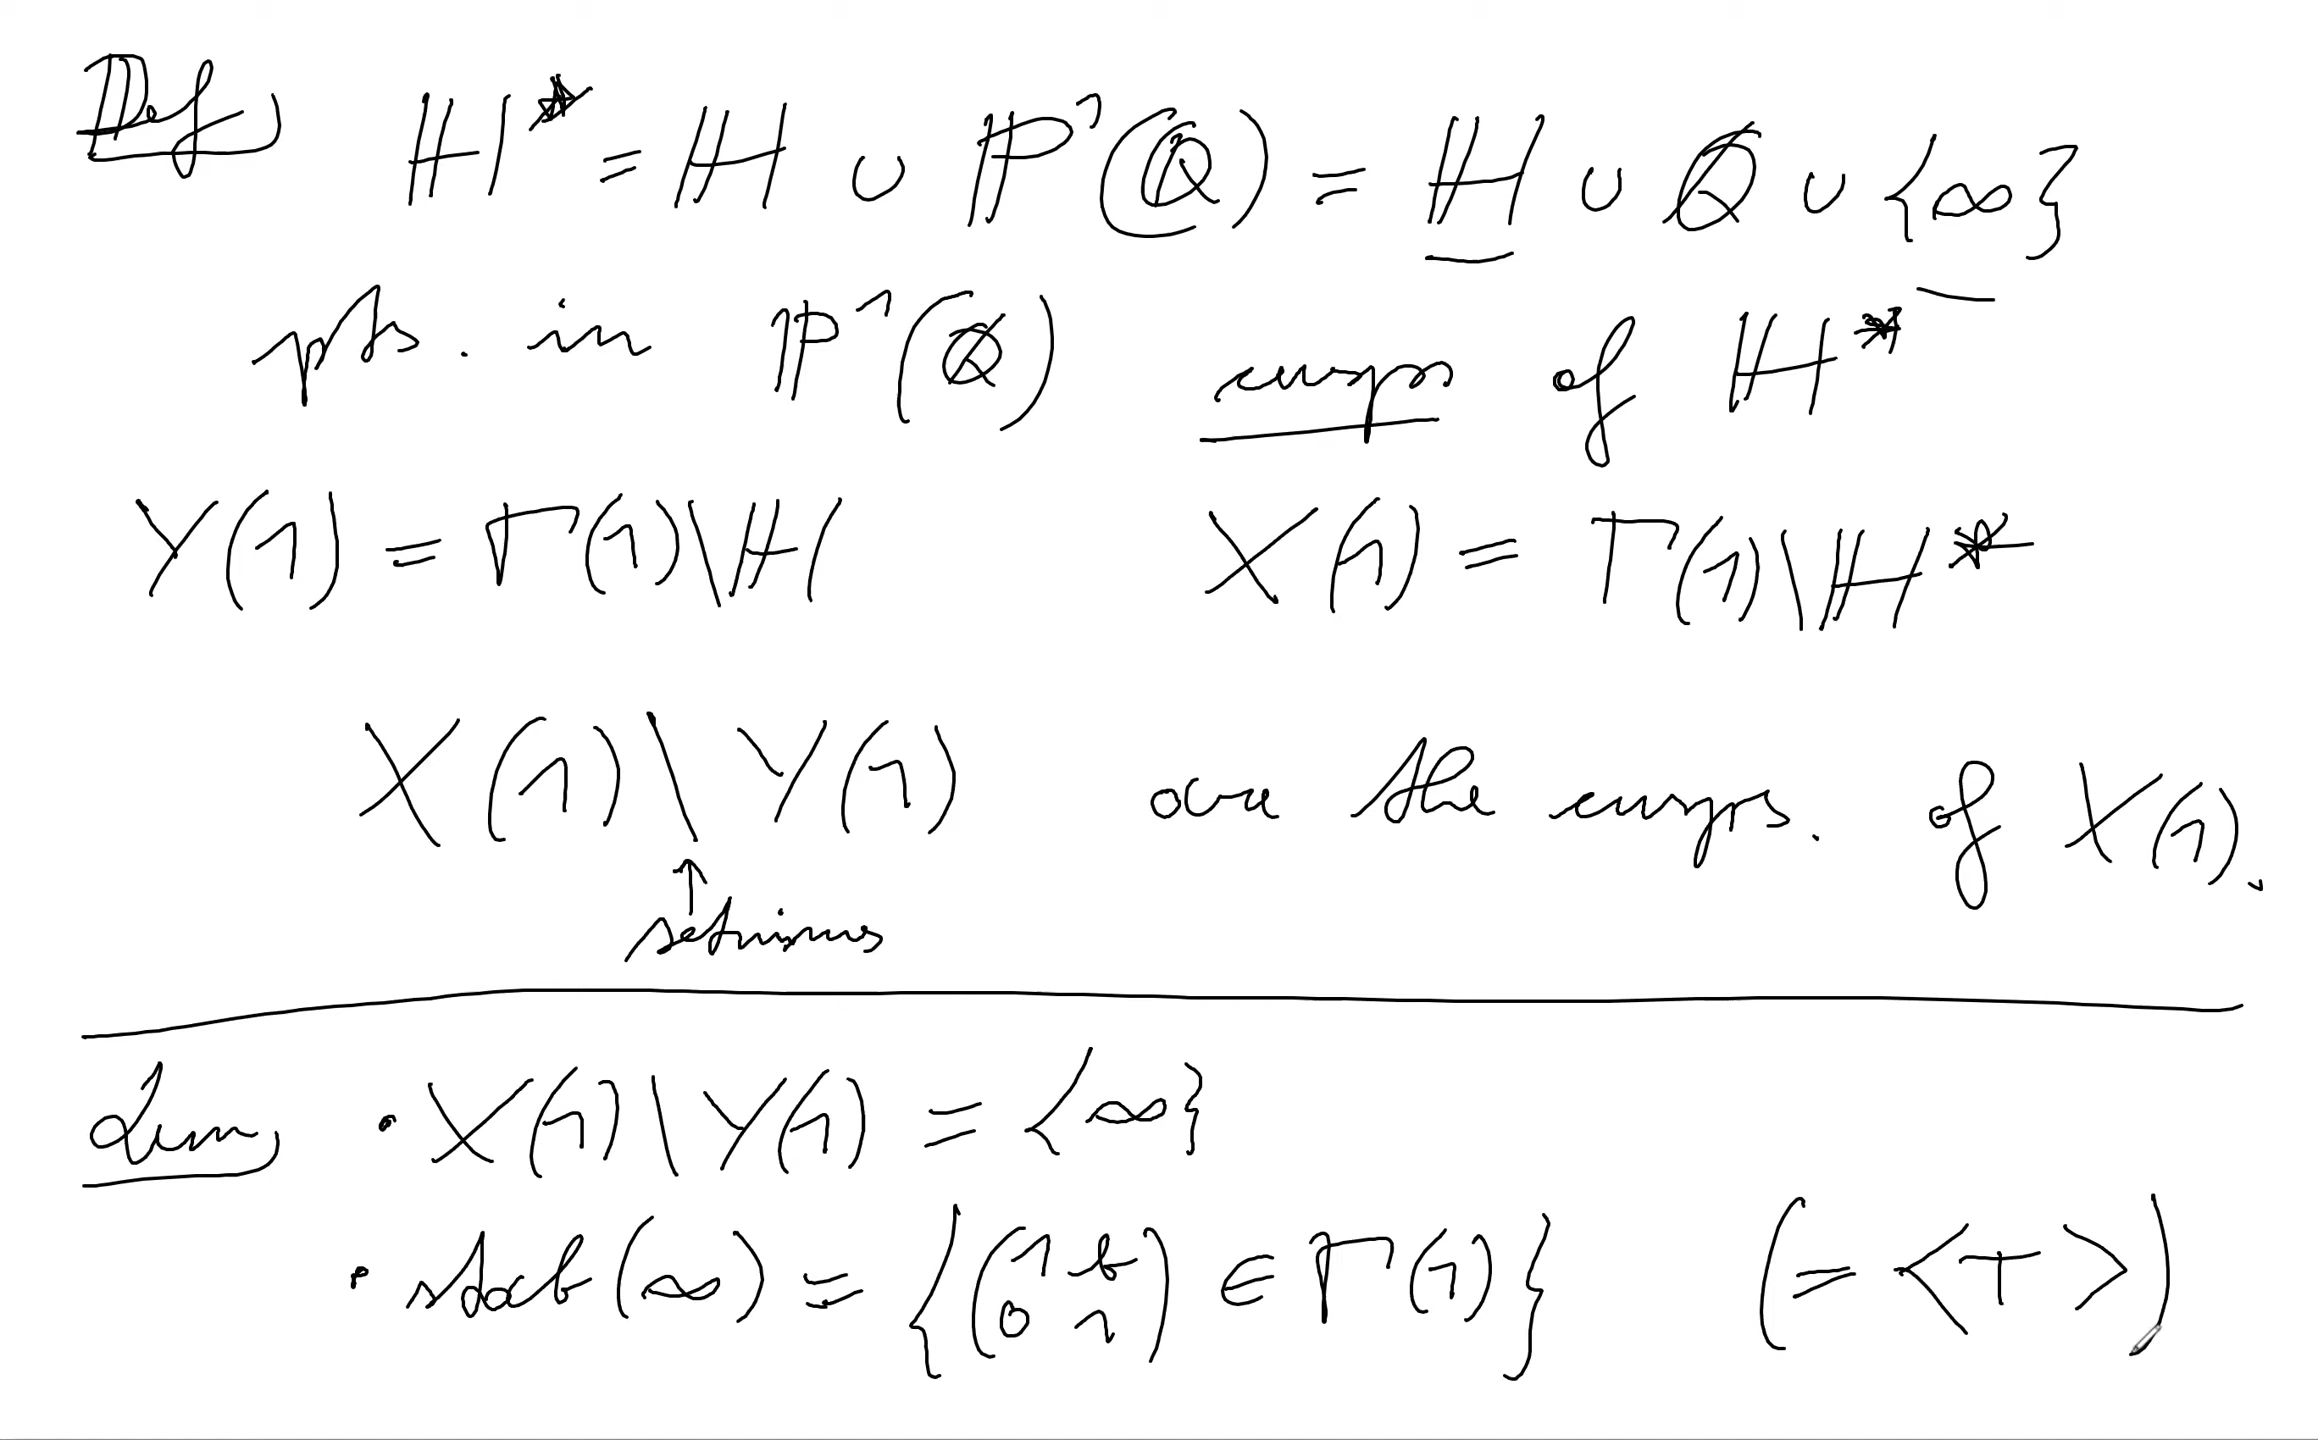 Def) ℍ* = ℍ ∪ ℙ¹(ℚ) = ℍ ∪ ℚ ∪ {∞}
pts. in ℙ¹(ℚ) cusps of ℍ*
Y(1) = Γ(1)\ℍ X(1) = Γ(1)\ℍ*
X(1) \ Y(1) are the cusps. of X(1).
↑
setminus
Lem) • X(1) \ Y(1) = {∞}
• stab(∞) = {(1 b
0 1) ∈ Γ(1)} (= <T>)